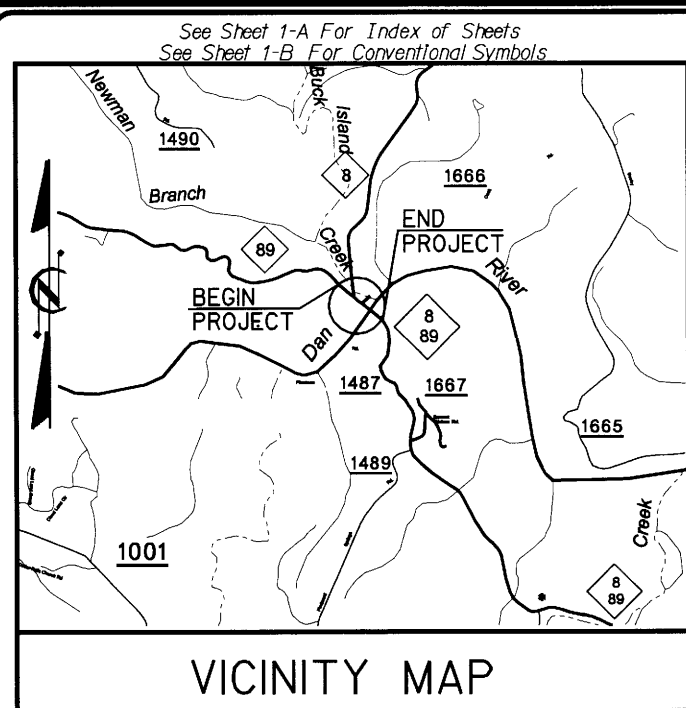 See Sheet 1-A For Index of Sheets
See Sheet 1-B For Conventional Symbols
Newman
Buck
Island
1490
8
1666
Branch
END
PROJECT
89
Creek
River
BEGIN
PROJECT
8
89
Dan
1487
1667
1665
1489
Creek
1001
8
89
VICINITY MAP